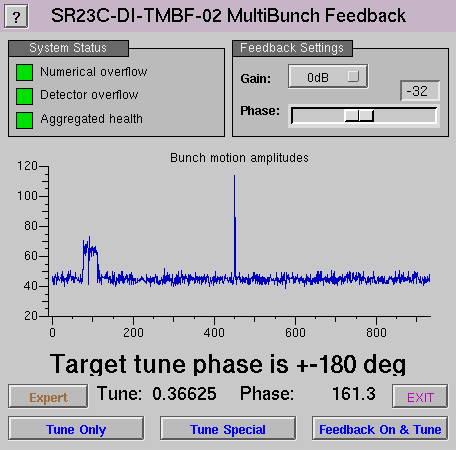 ? SR23C-DI-TMBF-02 MultiBunch Feedback
System Status
Numerical overflow
Detector overflow
Aggregated health
Feedback Settings
Gain: 0dB
-32
Phase:
Bunch motion amplitudes
120
100
80
60
40
20
0 200 400 600 800
Target tune phase is +-180 deg
Expert Tune: 0.36625 Phase: 161.3 EXIT
Tune Only Tune Special Feedback On & Tune